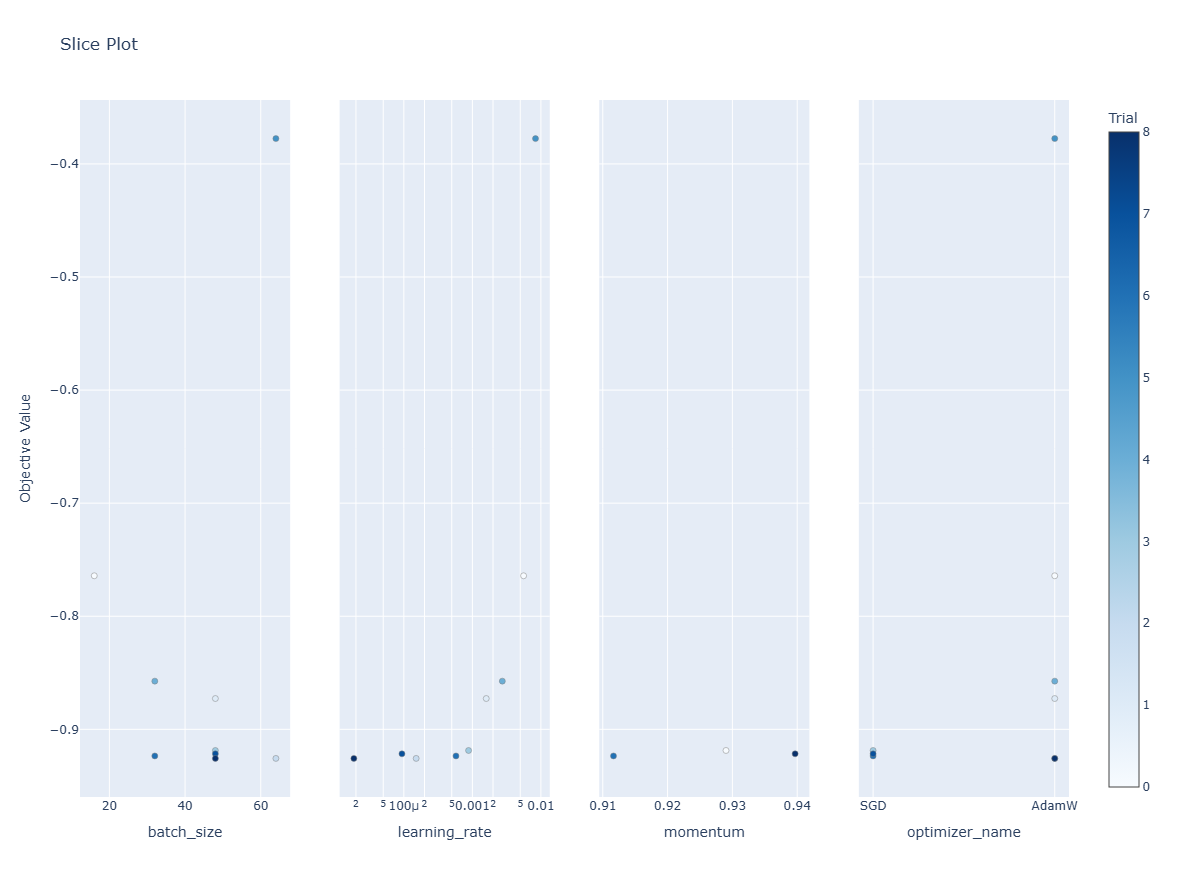 Slice Plot
Trial
8
7
6
5
4
3
2
1
0
Objective Value
−0.4
−0.5
−0.6
−0.7
−0.8
−0.9
20 40 60
2 5 100μ 2 5 0.001 2 5 0.01
0.91 0.92 0.93 0.94
SGD AdamW
batch_size learning_rate momentum optimizer_name